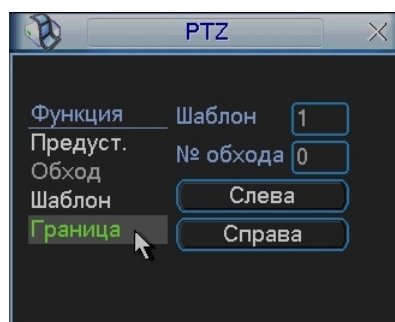 PTZ
Функция
Шаблон 1
Предуст.
№ обхода 0
Обход
Шаблон
Слева
Граница
Справа